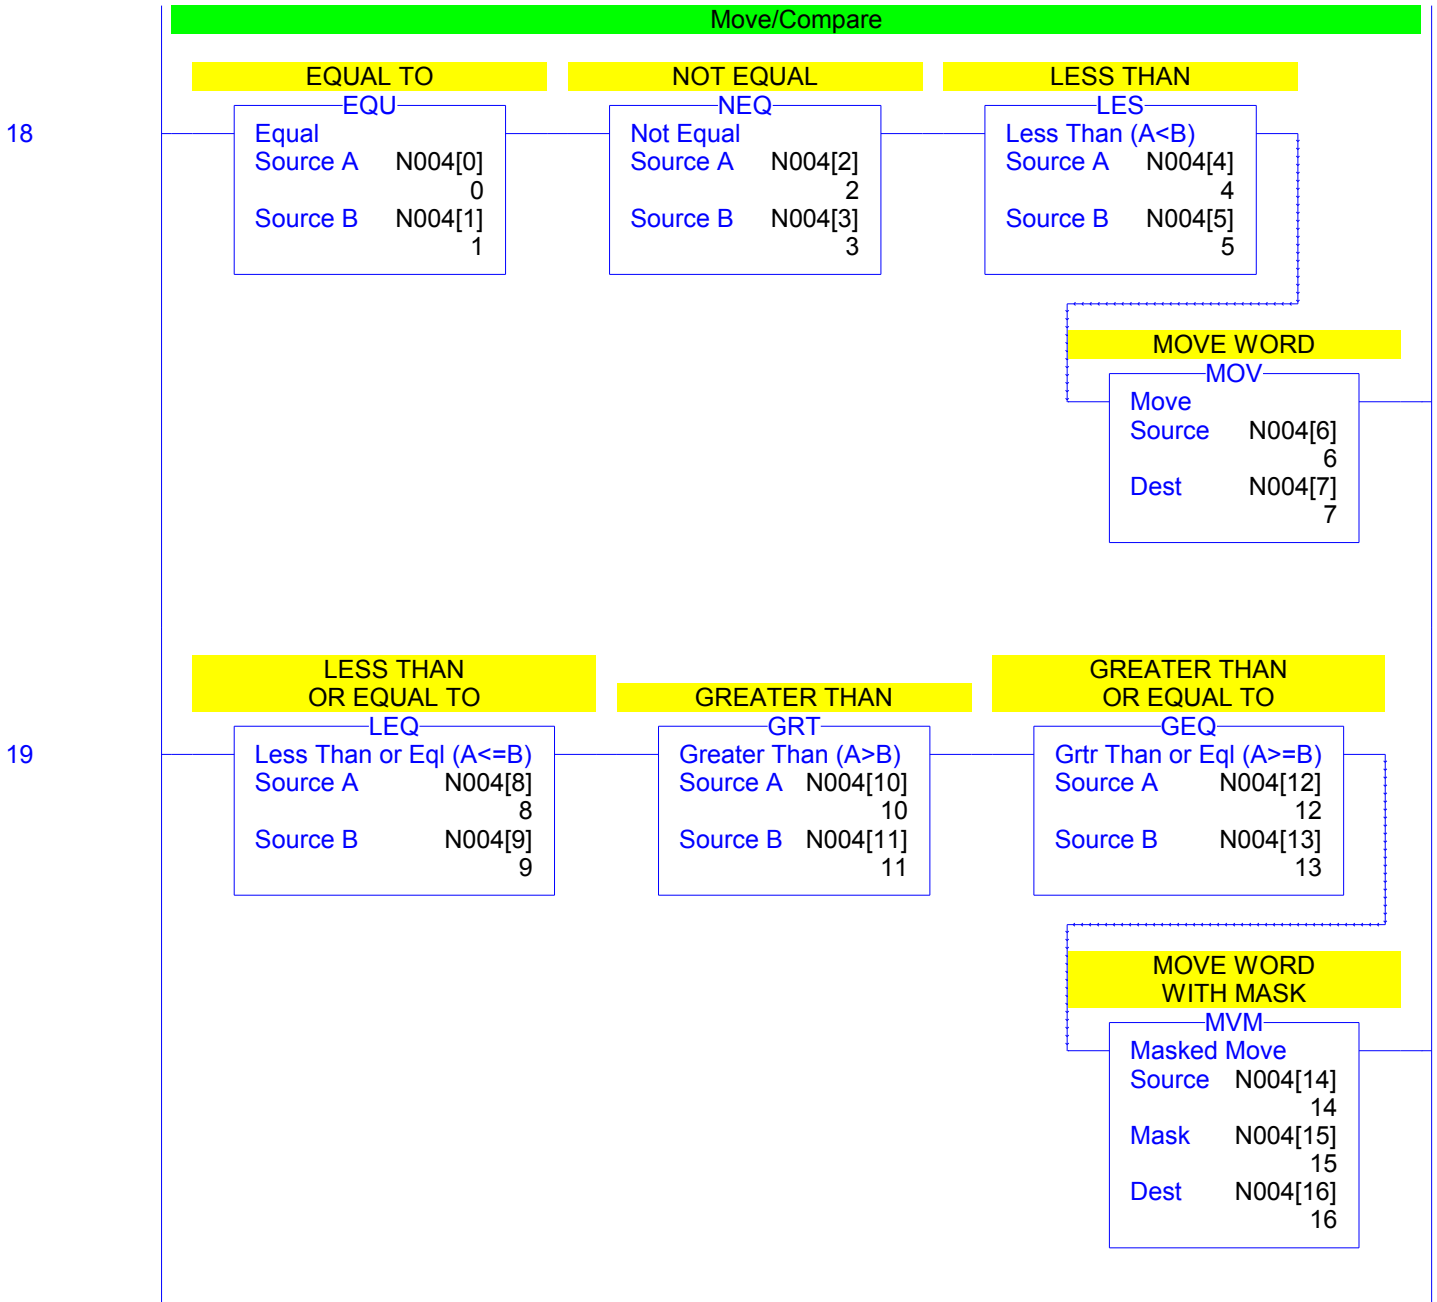 Move/Compare
EQUAL TO
NOT EQUAL
LESS THAN
18
EQU
Equal
Source A N004[0]
0
Source B N004[1]
1
NEQ
Not Equal
Source A N004[2]
2
Source B N004[3]
3
LES
Less Than (A<B)
Source A N004[4]
4
Source B N004[5]
5
MOVE WORD
MOV
Move
Source N004[6]
6
Dest N004[7]
7
19
LESS THAN
OR EQUAL TO
LEQ
Less Than or Eql (A<=B)
Source A N004[8]
8
Source B N004[9]
9
GREATER THAN
GRT
Greater Than (A>B)
Source A N004[10]
10
Source B N004[11]
11
GREATER THAN
OR EQUAL TO
GEQ
Grtr Than or Eql (A>=B)
Source A N004[12]
12
Source B N004[13]
13
MOVE WORD
WITH MASK
MVM
Masked Move
Source N004[14]
14
Mask N004[15]
15
Dest N004[16]
16